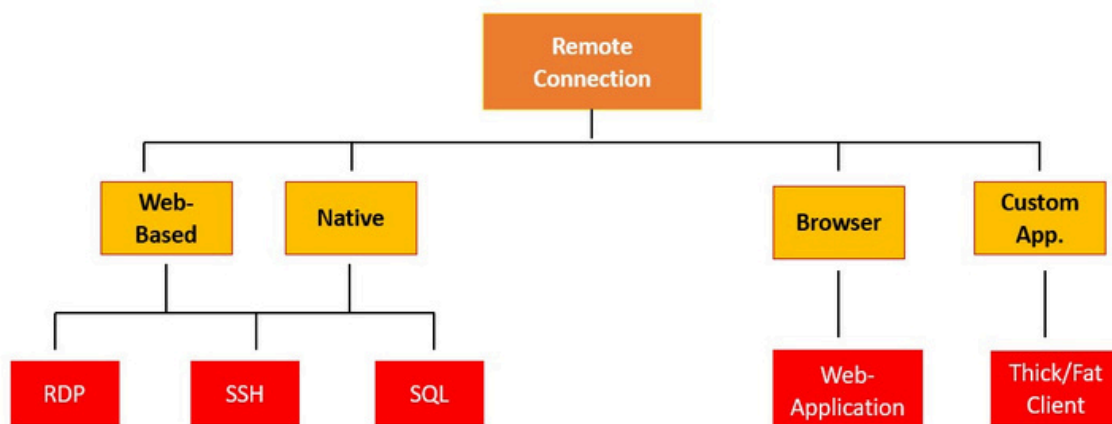 Remote
Connection
Web-
Based
Native
Browser
Custom
App.
RDP
SSH
SQL
Web-
Application
Thick/Fat
Client